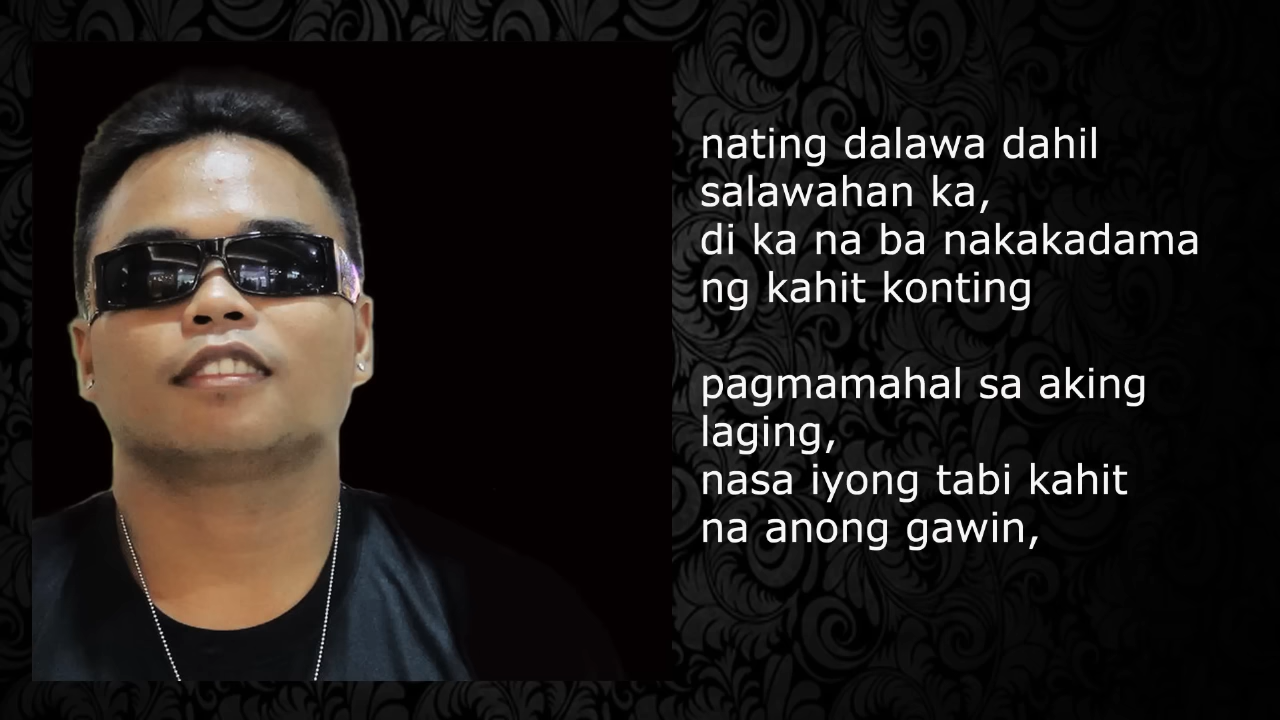 nating dalawa dahil
salawahan ka,
di ka na ba nakakadama
ng kahit konting
pagmamahal sa aking
laging,
nasa iyong tabi kahit
na anong gawin,